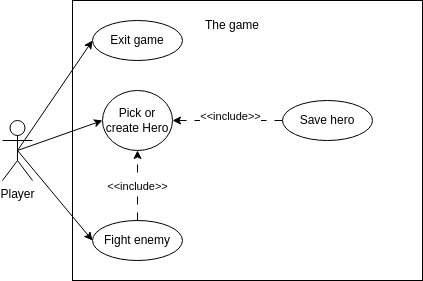 The game
Exit game
Pick or
create Hero
<<include>>
Save hero
Player
<<include>>
Fight enemy